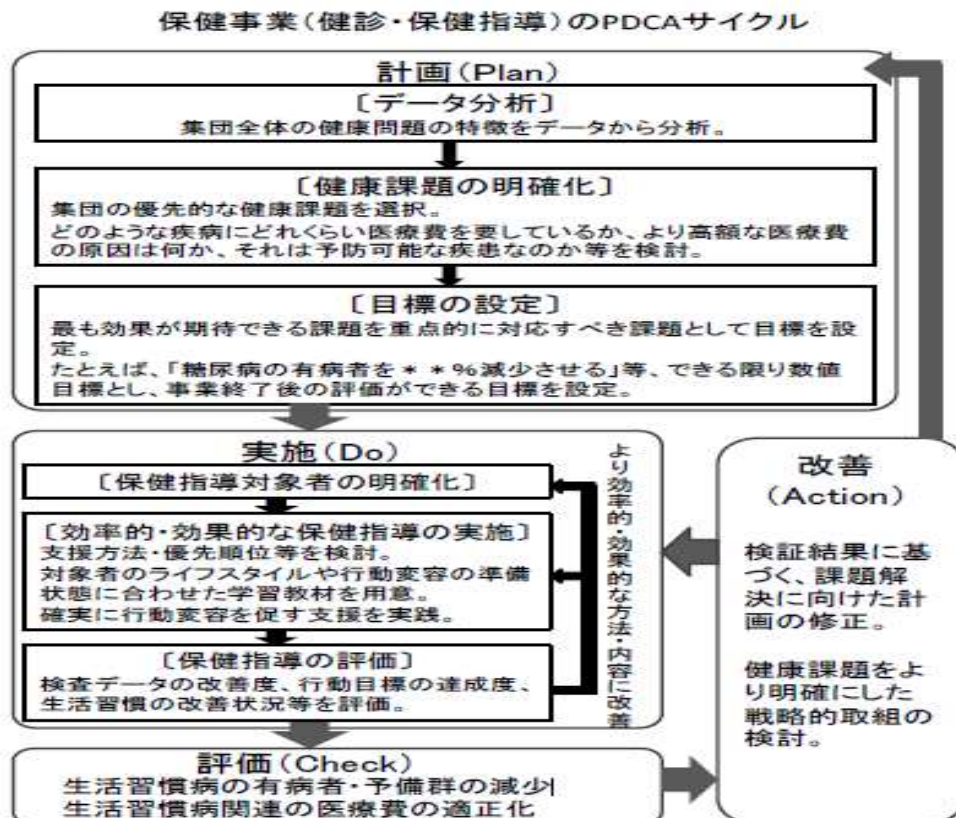 保健事業(健診・保健指導)のPDCAサイクル
計画(Plan)
[データ分析]
集団全体の健康問題の特徴をデータから分析。
[健康課題の明確化]
集団の優先的な健康課題を選択。
どのような疾病にどれくらい医療費を要しているか、より高額な医療費
の原因は何か、それは予防可能な疾患なのか等を検討。
[目標の設定]
最も効果が期待できる課題を重点的に対応すべき課題として目標を設
定。
たとえば、「糖尿病の有病者を**%減少させる」等、できる限り数値
目標とし、事業終了後の評価ができる目標を設定。
実施(Do)
[保健指導対象者の明確化]
[効率的・効果的な保健指導の実施]
支援方法・優先順位等を検討。
対象者のライフスタイルや行動変容の準備
状態に合わせた学習教材を用意。
確実に行動変容を促す支援を実践。
[保健指導の評価]
検査データの改善度、行動目標の達成度、
生活習慣の改善状況等を評価。
より効率的・効果的な方法・内容に改善
評価(Check)
生活習慣病の有病者・予備群の減少
生活習慣病関連の医療費の適正化
改善
(Action)
検証結果に基
づく、課題解
決に向けた計
画の修正。
健康課題をよ
り明確にした
戦略的取組の
検討。